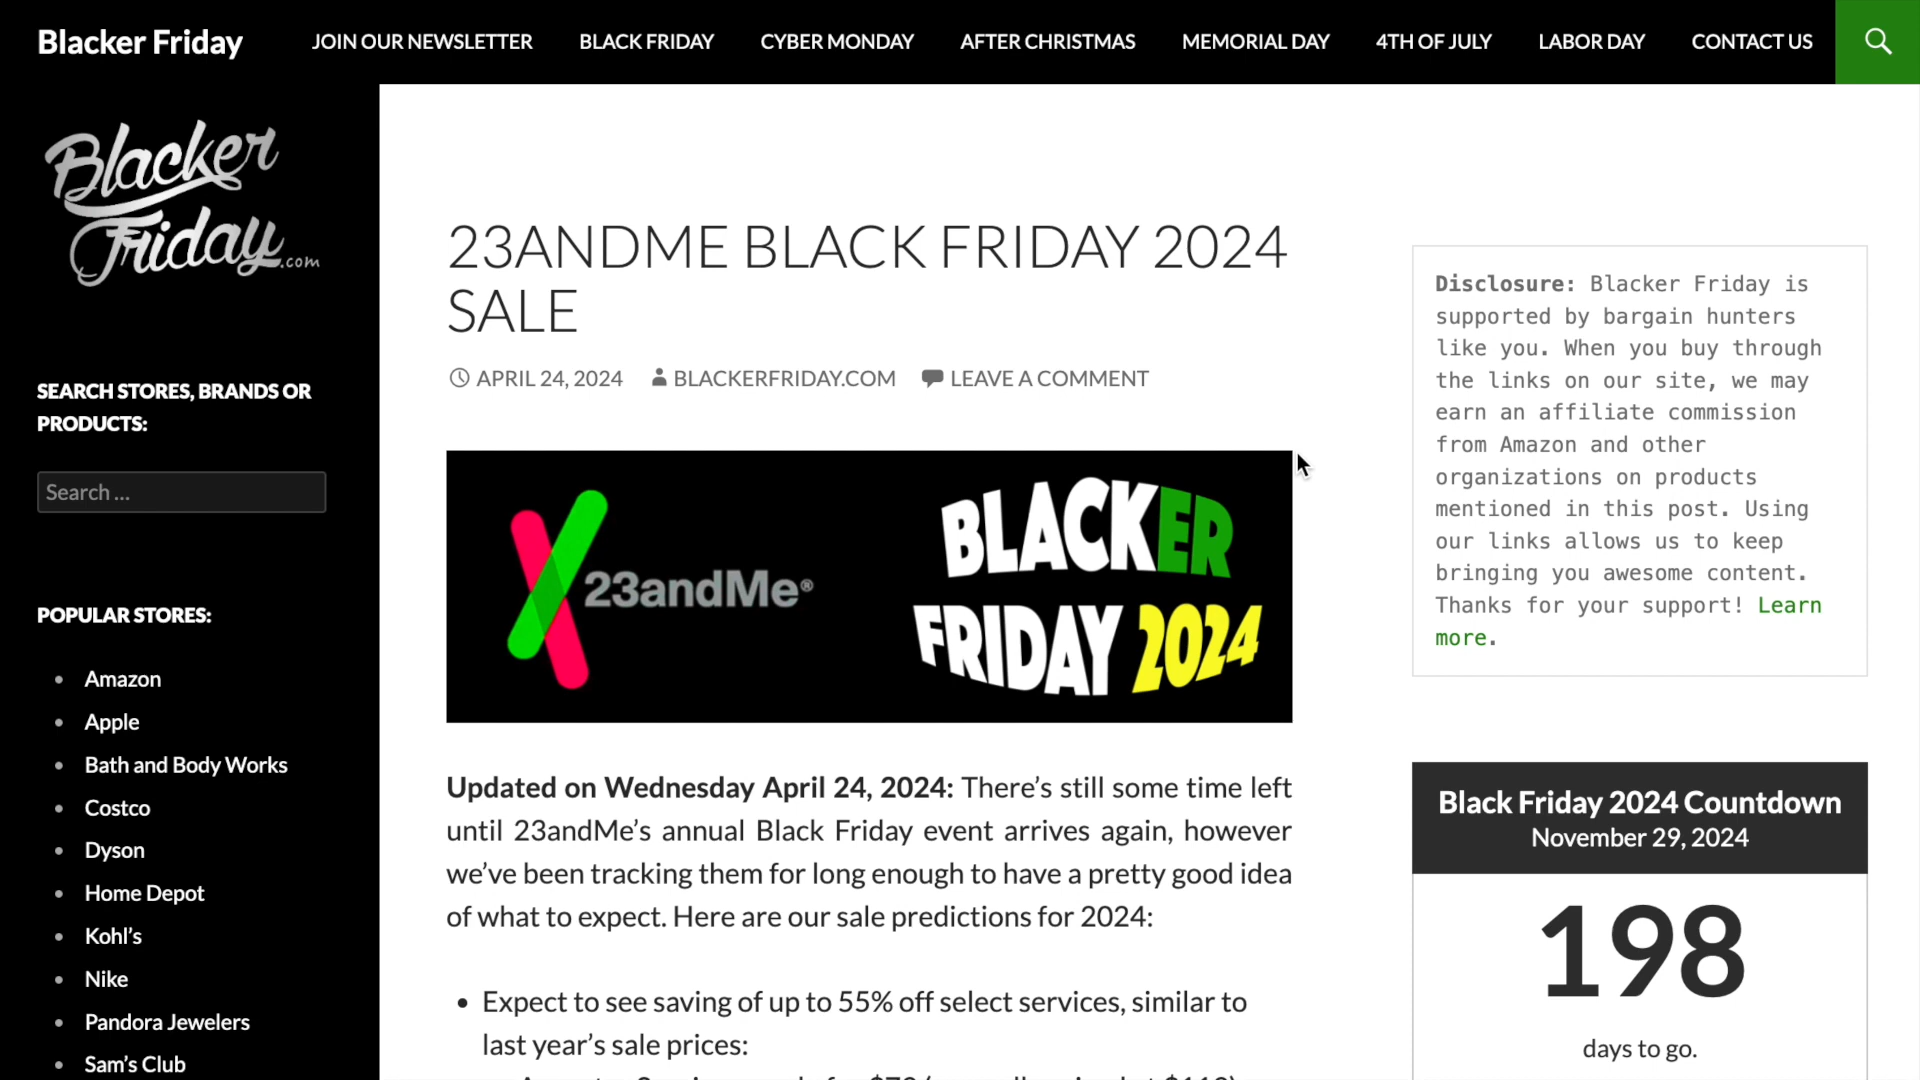 Blacker Friday
JOIN OUR NEWSLETTER
BLACK FRIDAY
CYBER MONDAY
AFTER CHRISTMAS
MEMORIAL DAY
4TH OF JULY
LABOR DAY
CONTACT US
Blacker
Friday.com
SEARCH STORES, BRANDS OR
PRODUCTS:
Search ...
POPULAR STORES:
Amazon
Apple
Bath and Body Works
Costco
Dyson
Home Depot
Kohl's
Nike
Pandora Jewelers
Sam's Club
23ANDME BLACK FRIDAY 2024
SALE
APRIL 24, 2024
BLACKERFRIDAY.COM
LEAVE A COMMENT
23andMe®
BLACKER
FRIDAY 2024
Updated on Wednesday April 24, 2024: There's still some time left
until 23andMe's annual Black Friday event arrives again, however
we've been tracking them for long enough to have a pretty good idea
of what to expect. Here are our sale predictions for 2024:
• Expect to see saving of up to 55% off select services, similar to
last year's sale prices:
Disclosure: Blacker Friday is
supported by bargain hunters
like you. When you buy through
the links on our site, we may
earn an affiliate commission
from Amazon and other
organizations on products
mentioned in this post. Using
our links allows us to keep
bringing you awesome content.
Thanks for your support! Learn
more.
Black Friday 2024 Countdown
November 29, 2024
198
days to go.